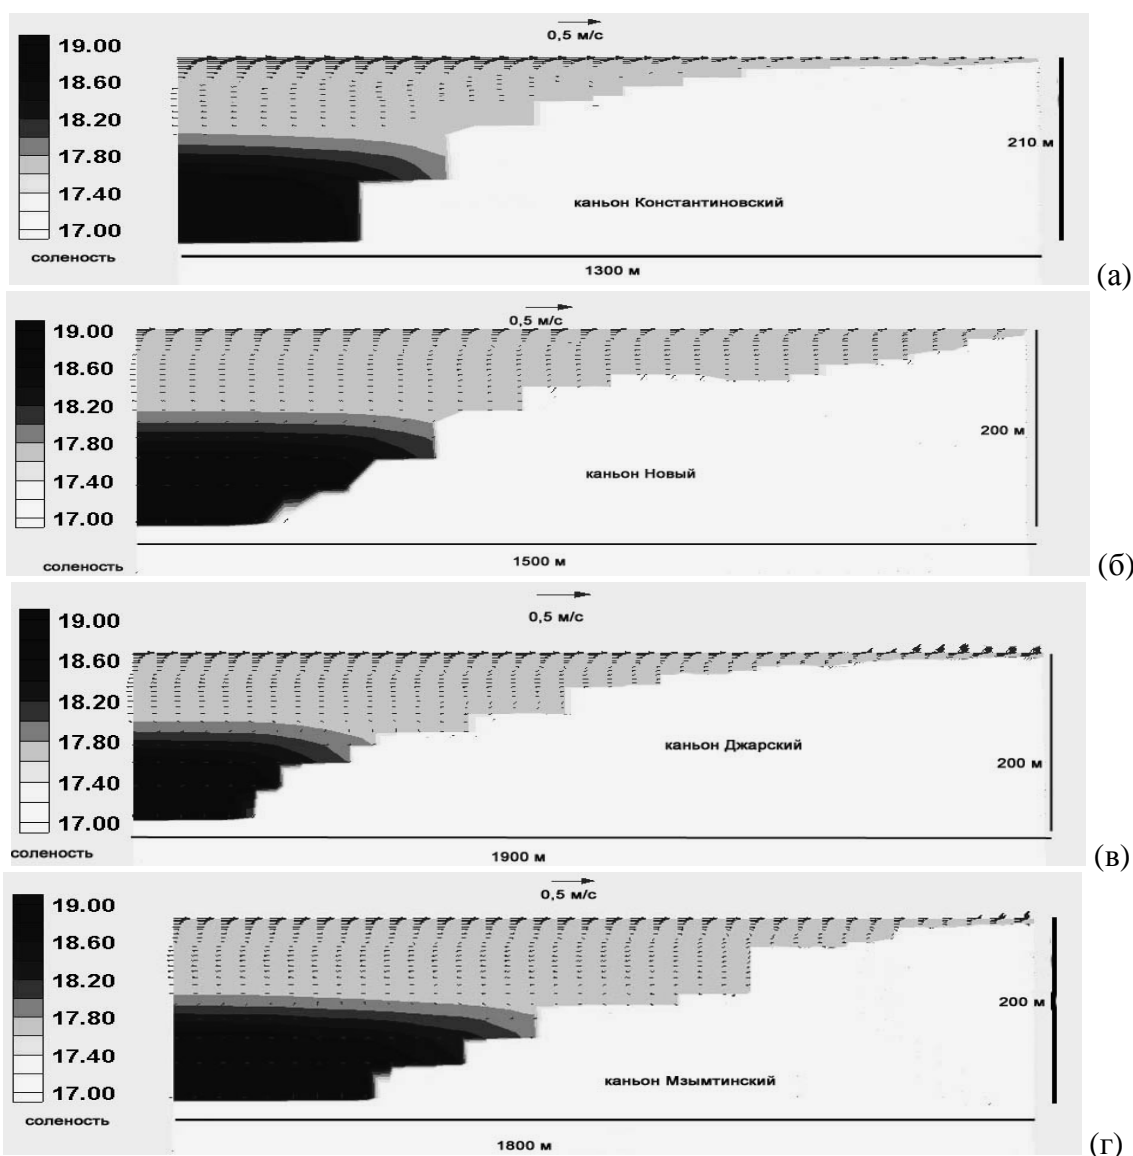 0,5 м/с
19.00
18.60
18.20
17.80
17.40
17.00
соленость
210 м
каньон Константиновский
1300 м
(а)
0,5 м/с
19.00
18.60
18.20
17.80
17.40
17.00
соленость
200 м
каньон Новый
1500 м
(б)
0,5 м/с
19.00
18.60
18.20
17.80
17.40
17.00
соленость
каньон Джарский
200 м
1900 м
(в)
0,5 м/с
19.00
18.60
18.20
17.80
17.40
17.00
соленость
200 м
каньон Мзымтинский
1800 м
(г)